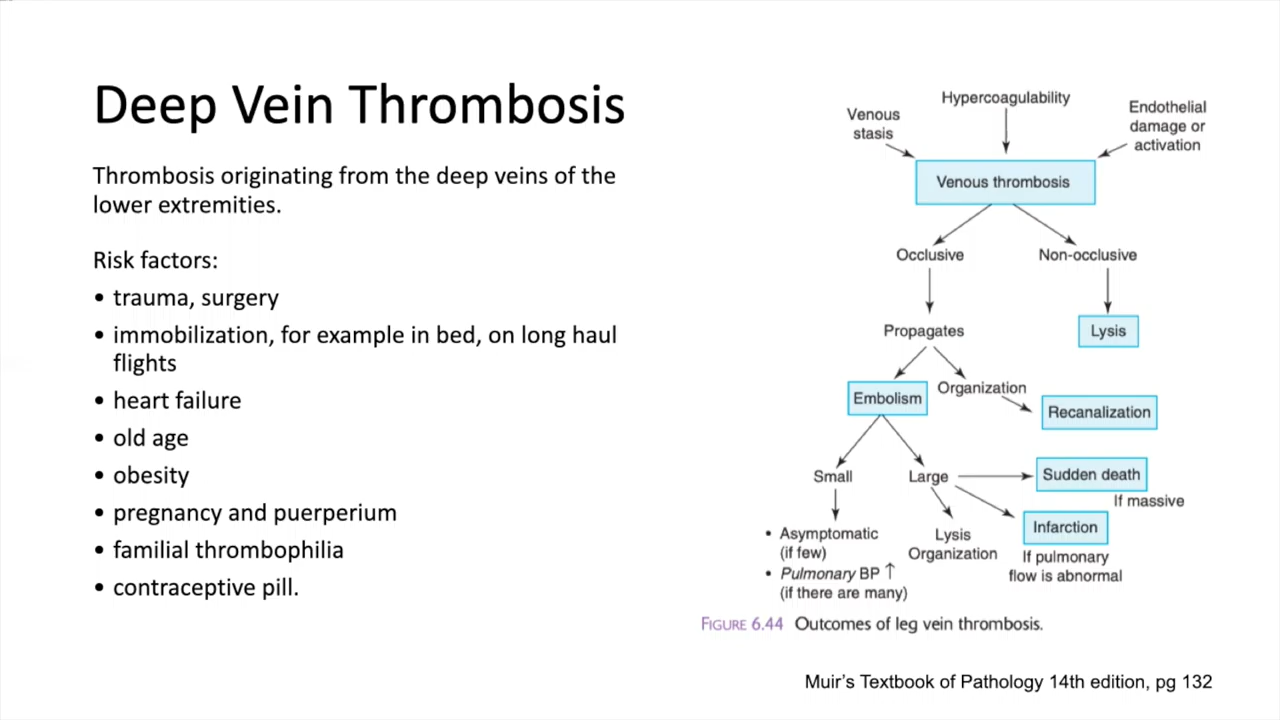 Deep Vein Thrombosis
Thrombosis originating from the deep veins of the
lower extremities.
Risk factors:
• trauma, surgery
• immobilization, for example in bed, on long haul
flights
• heart failure
• old age
• obesity
• pregnancy and puerperium
• familial thrombophilia
• contraceptive pill.
Hypercoagulability
Venous
stasis
Endothelial
damage or
activation
Venous thrombosis
Occlusive
Non-occlusive
Propagates
Lysis
Embolism
Organization
Recanalization
Small
Large
Sudden death
If massive
• Asymptomatic
(if few)
• Pulmonary BP ↑
(if there are many)
Lysis
Organization
Infarction
If pulmonary
flow is abnormal
FIGURE 6.44 Outcomes of leg vein thrombosis.
Muir's Textbook of Pathology 14th edition, pg 132